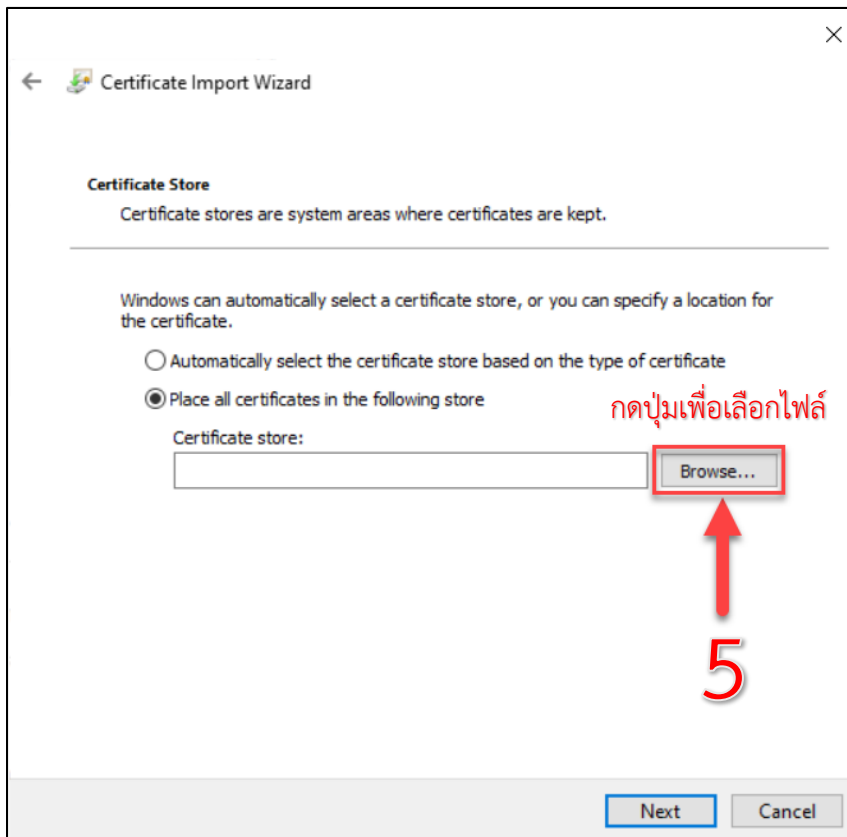 Certificate Import Wizard
Certificate Store
Certificate stores are system areas where certificates are kept.
Windows can automatically select a certificate store, or you can specify a location for
the certificate.
Automatically select the certificate store based on the type of certificate
Place all certificates in the following store
กดปุ่มเพื่อเลือกไฟล์
Certificate store:
Browse...
5
Next
Cancel